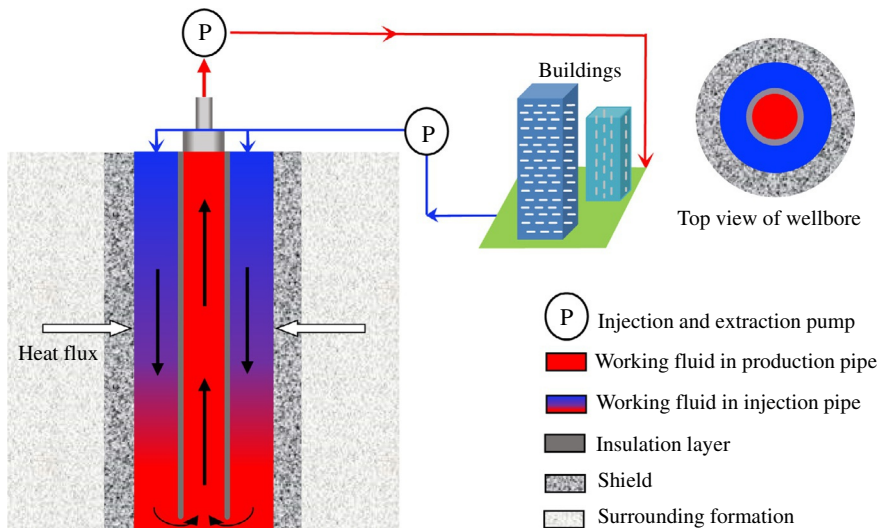 P
Buildings
P
Top view of wellbore
Heat flux
P
Injection and extraction pump
Working fluid in production pipe
Working fluid in injection pipe
Insulation layer
Shield
Surrounding formation